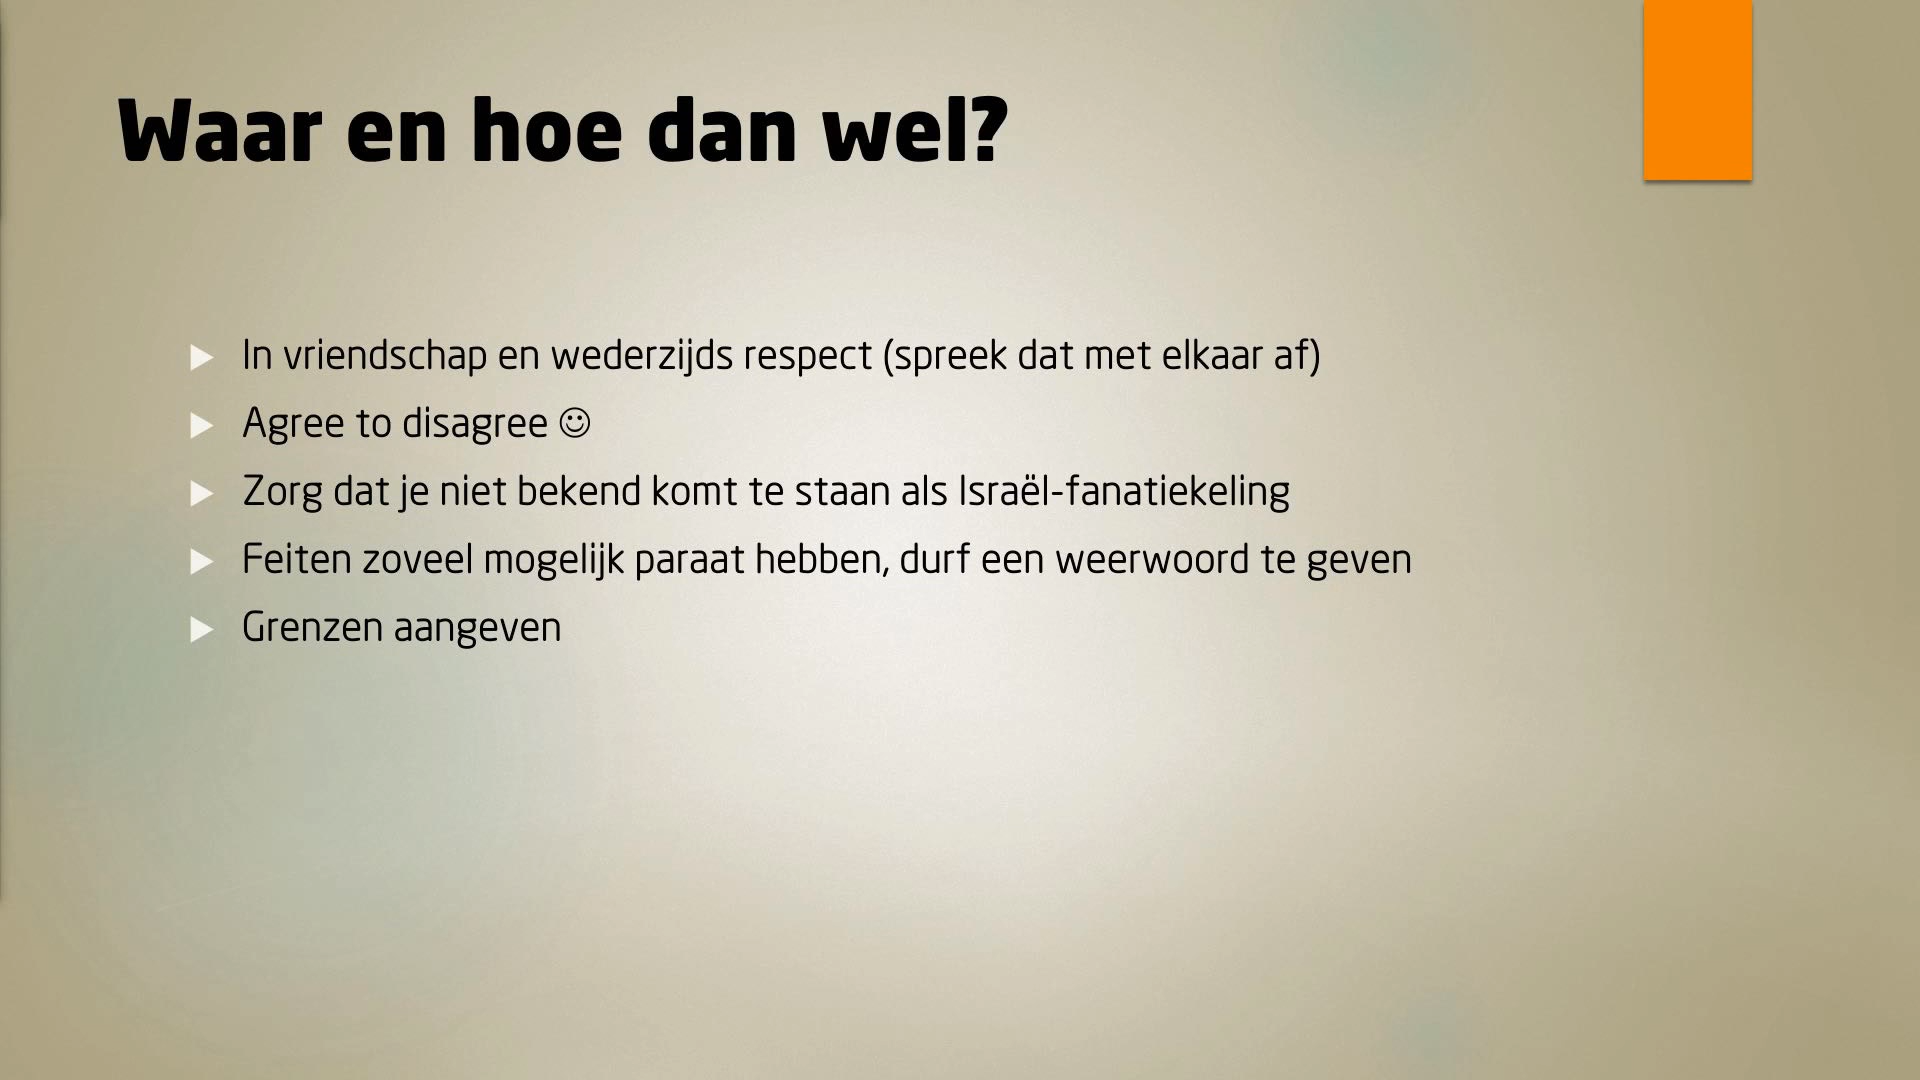 Waar en hoe dan wel?
In vriendschap en wederzijds respect (spreek dat met elkaar af)
Agree to disagree ☺
Zorg dat je niet bekend komt te staan als Israël-fanatiekeling
Feiten zoveel mogelijk paraat hebben, durf een weerwoord te geven
Grenzen aangeven